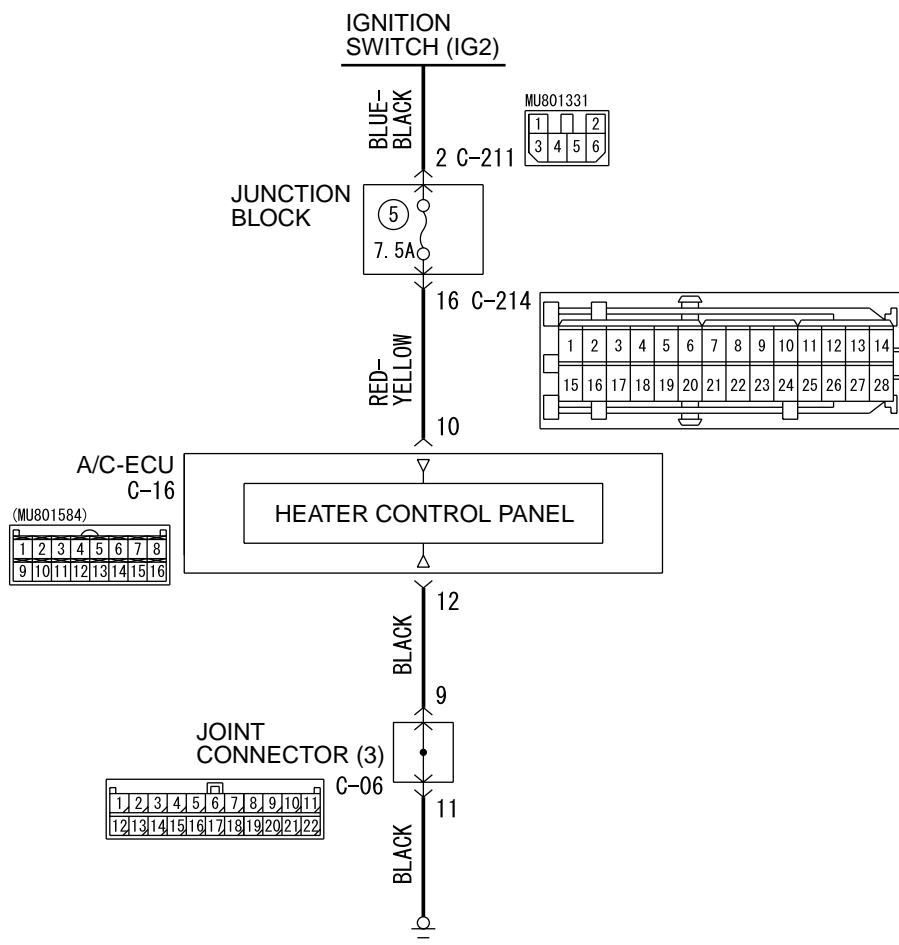 IGNITION
SWITCH (IG2)
BLUE-
BLACK
MU801331
1 2
3 4 5 6
2 C-211
JUNCTION
BLOCK
5
7.5A
16 C-214
1 2 3 4 5 6 7 8 9 10 11 12 13 14
15 16 17 18 19 20 21 22 23 24 25 26 27 28
RED-
YELLOW
10
A/C-ECU
C-16
HEATER CONTROL PANEL
(MU801584)
1 2 3 4 5 6 7 8
9 10 11 12 13 14 15 16
12
BLACK
9
JOINT
CONNECTOR (3)
C-06
1 2 3 4 5 6 7 8 9 10 11
12 13 14 15 16 17 18 19 20 21 22
11
BLACK